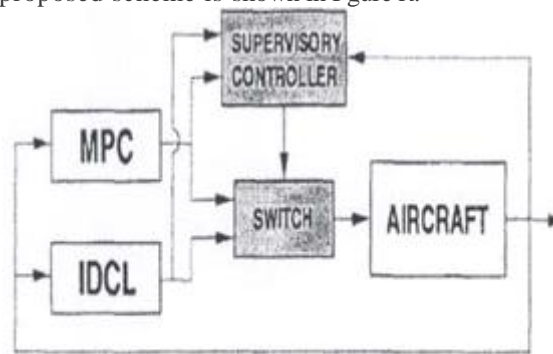 proposed scheme is shown in Figure
SUPERVISORY
CONTROLLER
MPC
SWITCH
AIRCRAFT
IDCL